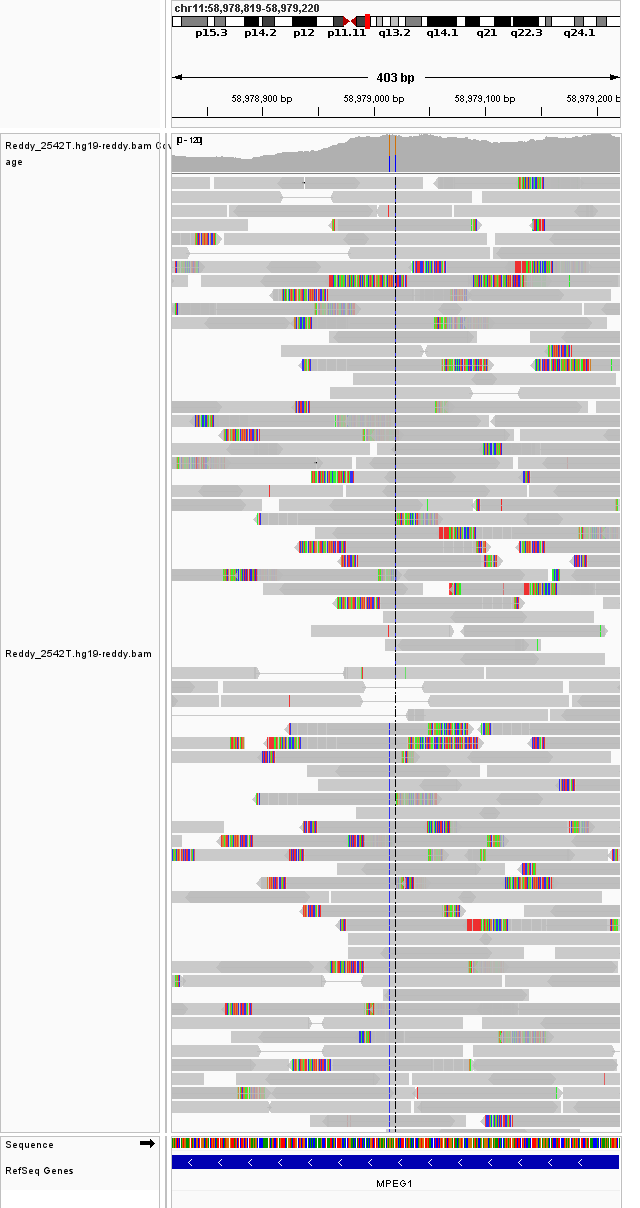 chr11:58,978,819-58,979,220
p15.3 p14.2 p12 p11.11 q13.2 q14.1 q21 q22.3 q24.1
403 bp
58,978,900 bp 58,979,000 bp 58,979,100 bp 58,979,200 b
Reddy_2542T.hg19-reddy.bam Cov
age
[0 - 120]
Reddy_2542T.hg19-reddy.bam
Sequence
RefSeq Genes
MPEG1